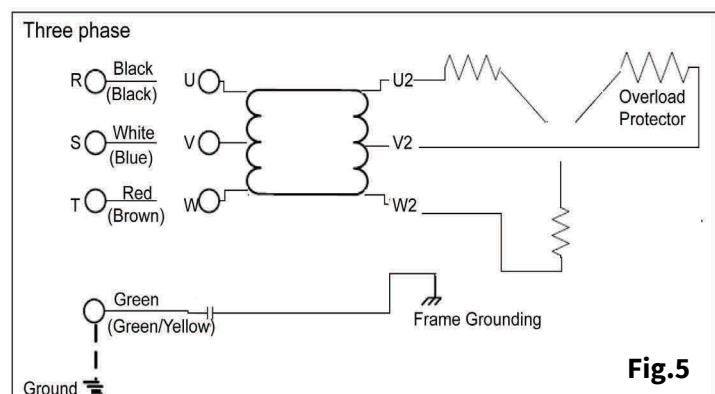 Three phase
R Black U U2
(Black)
Overload
Protector
S White V V2
(Blue)
T Red W W2
(Brown)
Green
(Green/Yellow)
Frame Grounding
Ground
Fig.5